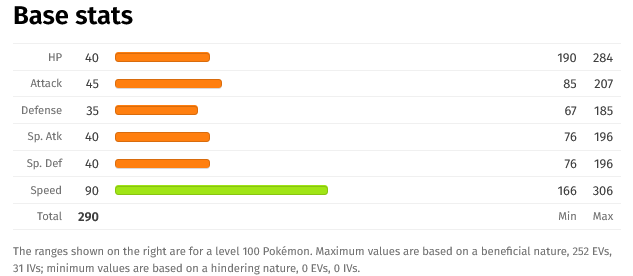 Base stats
HP 40 190 284
Attack 45 85 207
Defense 35 67 185
Sp. Atk 40 76 196
Sp. Def 40 76 196
Speed 90 166 306
Total 290 Min Max
The ranges shown on the right are for a level 100 Pokémon. Maximum values are based on a beneficial nature, 252 EVs,
31 IVs; minimum values are based on a hindering nature, 0 EVs, 0 IVs.